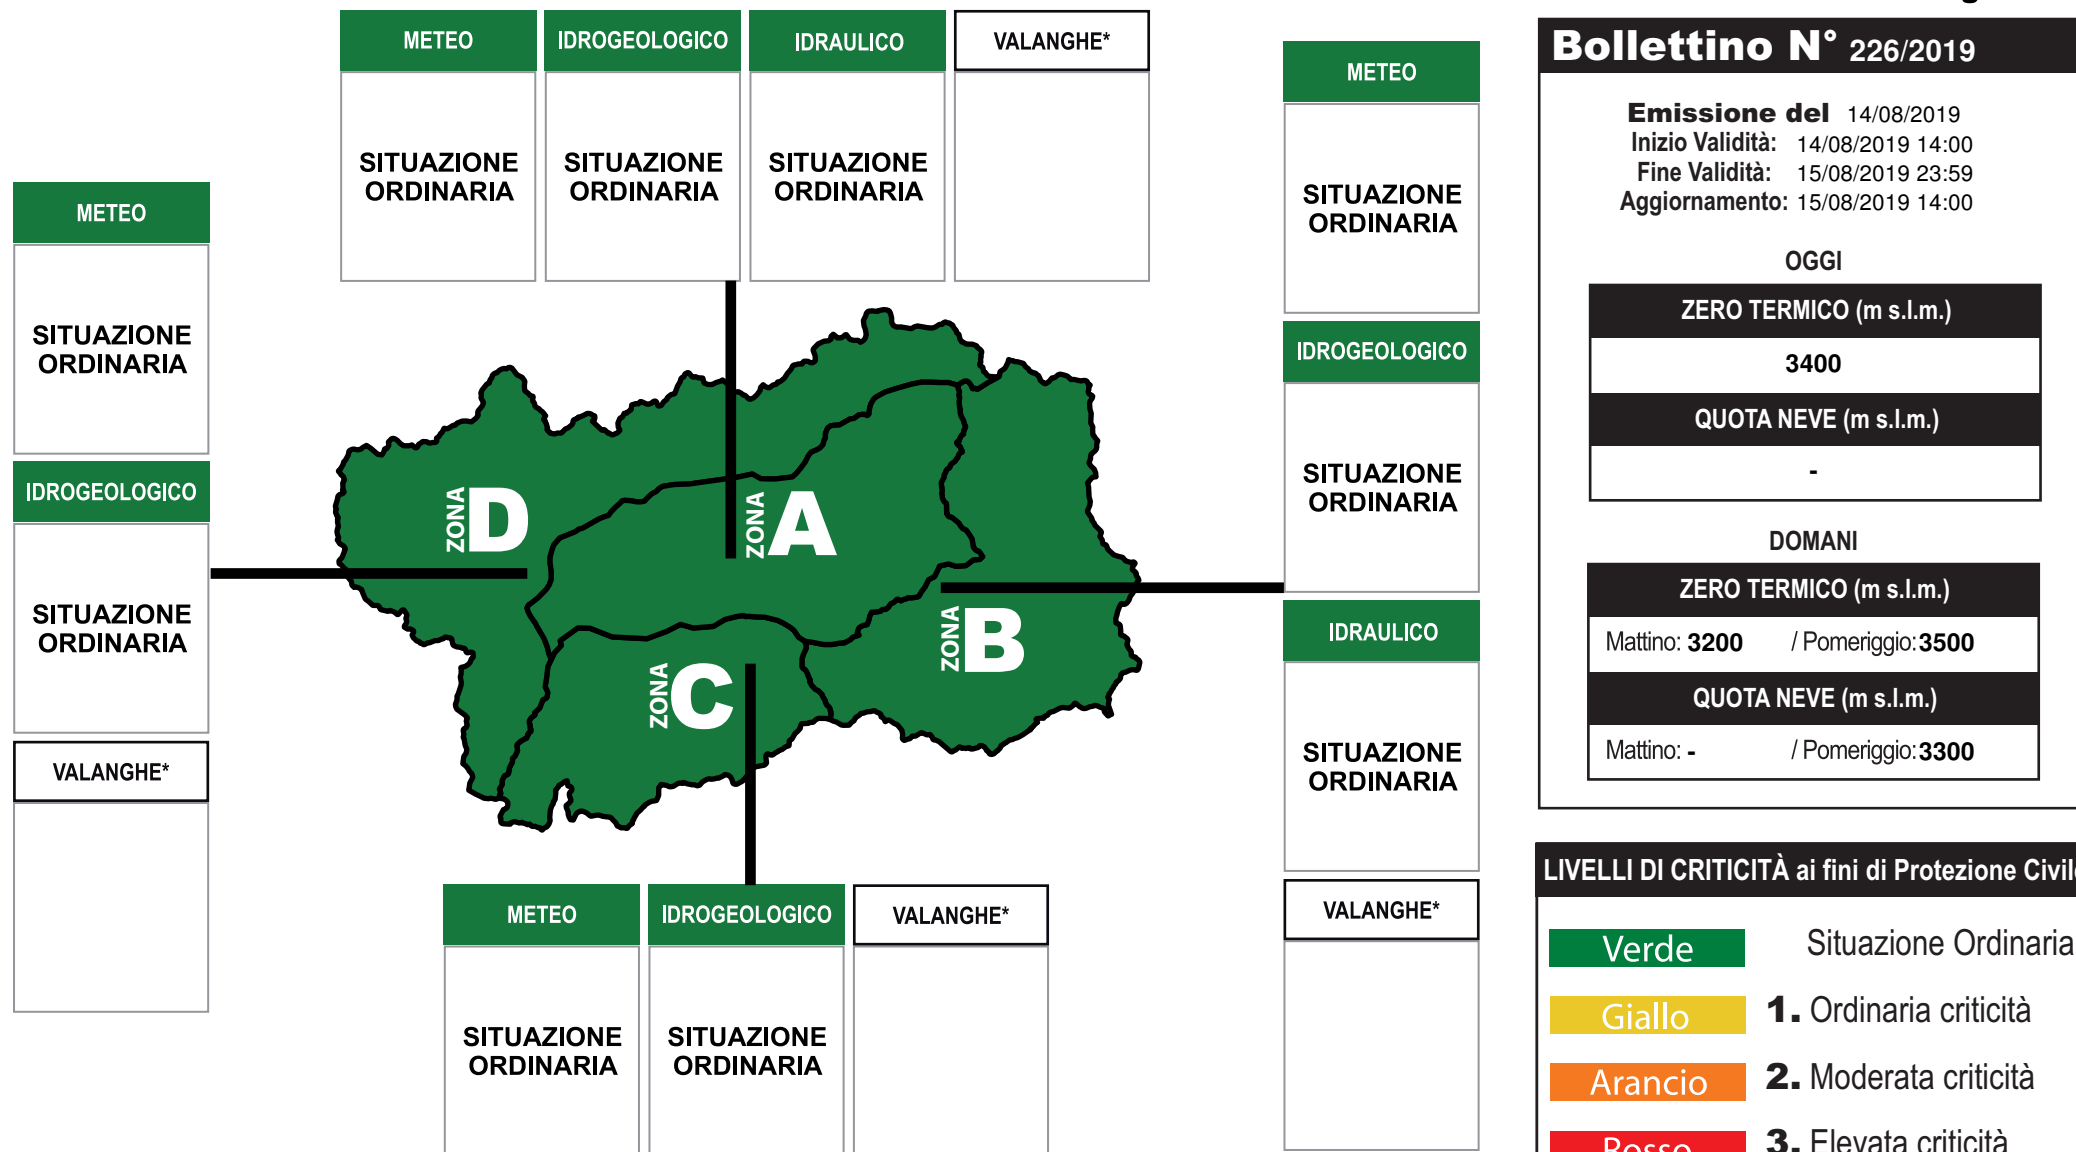 METEO
IDROGEOLOGICO
IDRAULICO
VALANGHE*
SITUAZIONE
ORDINARIA
SITUAZIONE
ORDINARIA
SITUAZIONE
ORDINARIA
METEO
SITUAZIONE
ORDINARIA
IDROGEOLOGICO
SITUAZIONE
ORDINARIA
VALANGHE*
ZONA D
ZONA A
ZONA B
ZONA C
METEO
SITUAZIONE
ORDINARIA
IDROGEOLOGICO
SITUAZIONE
ORDINARIA
IDRAULICO
SITUAZIONE
ORDINARIA
VALANGHE*
METEO
IDROGEOLOGICO
VALANGHE*
SITUAZIONE
ORDINARIA
SITUAZIONE
ORDINARIA
Bollettino N° 226/2019
Emissione del 14/08/2019
Inizio Validità: 14/08/2019 14:00
Fine Validità: 15/08/2019 23:59
Aggiornamento: 15/08/2019 14:00
OGGI
ZERO TERMICO (m s.l.m.)
3400
QUOTA NEVE (m s.l.m.)
-
DOMANI
ZERO TERMICO (m s.l.m.)
Mattino: 3200 / Pomeriggio: 3500
QUOTA NEVE (m s.l.m.)
Mattino: - / Pomeriggio: 3300
LIVELLI DI CRITICITÀ ai fini di Protezione Civile
Verde Situazione Ordinaria
Giallo 1. Ordinaria criticità
Arancio 2. Moderata criticità
Rosso 3. Elevata criticità